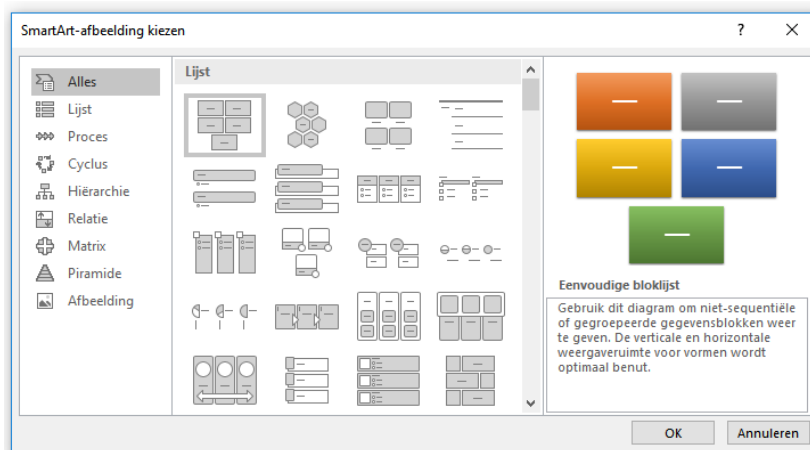 SmartArt-afbeelding kiezen
Alles
Lijst
Proces
Cyclus
Hiërarchie
Relatie
Matrix
Piramide
Afbeelding
Lijst
Eenvoudige bloklijst
Gebruik dit diagram om niet-sequentiële
of gegroepeerde gegevensblokken weer
te geven. De verticale en horizontale
weergaveruimte voor vormen wordt
optimaal benut.
OK
Annuleren